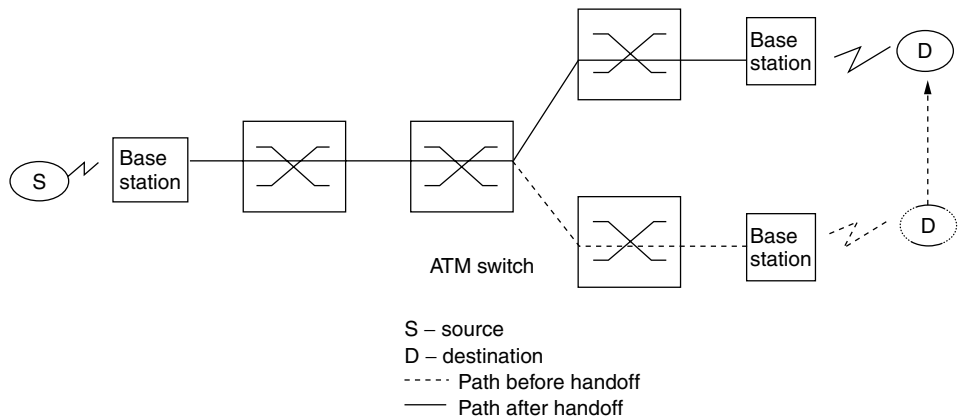 Base
station
D
Base
station
S
D
Base
station
ATM switch
S – source
D – destination
Path before handoff
Path after handoff